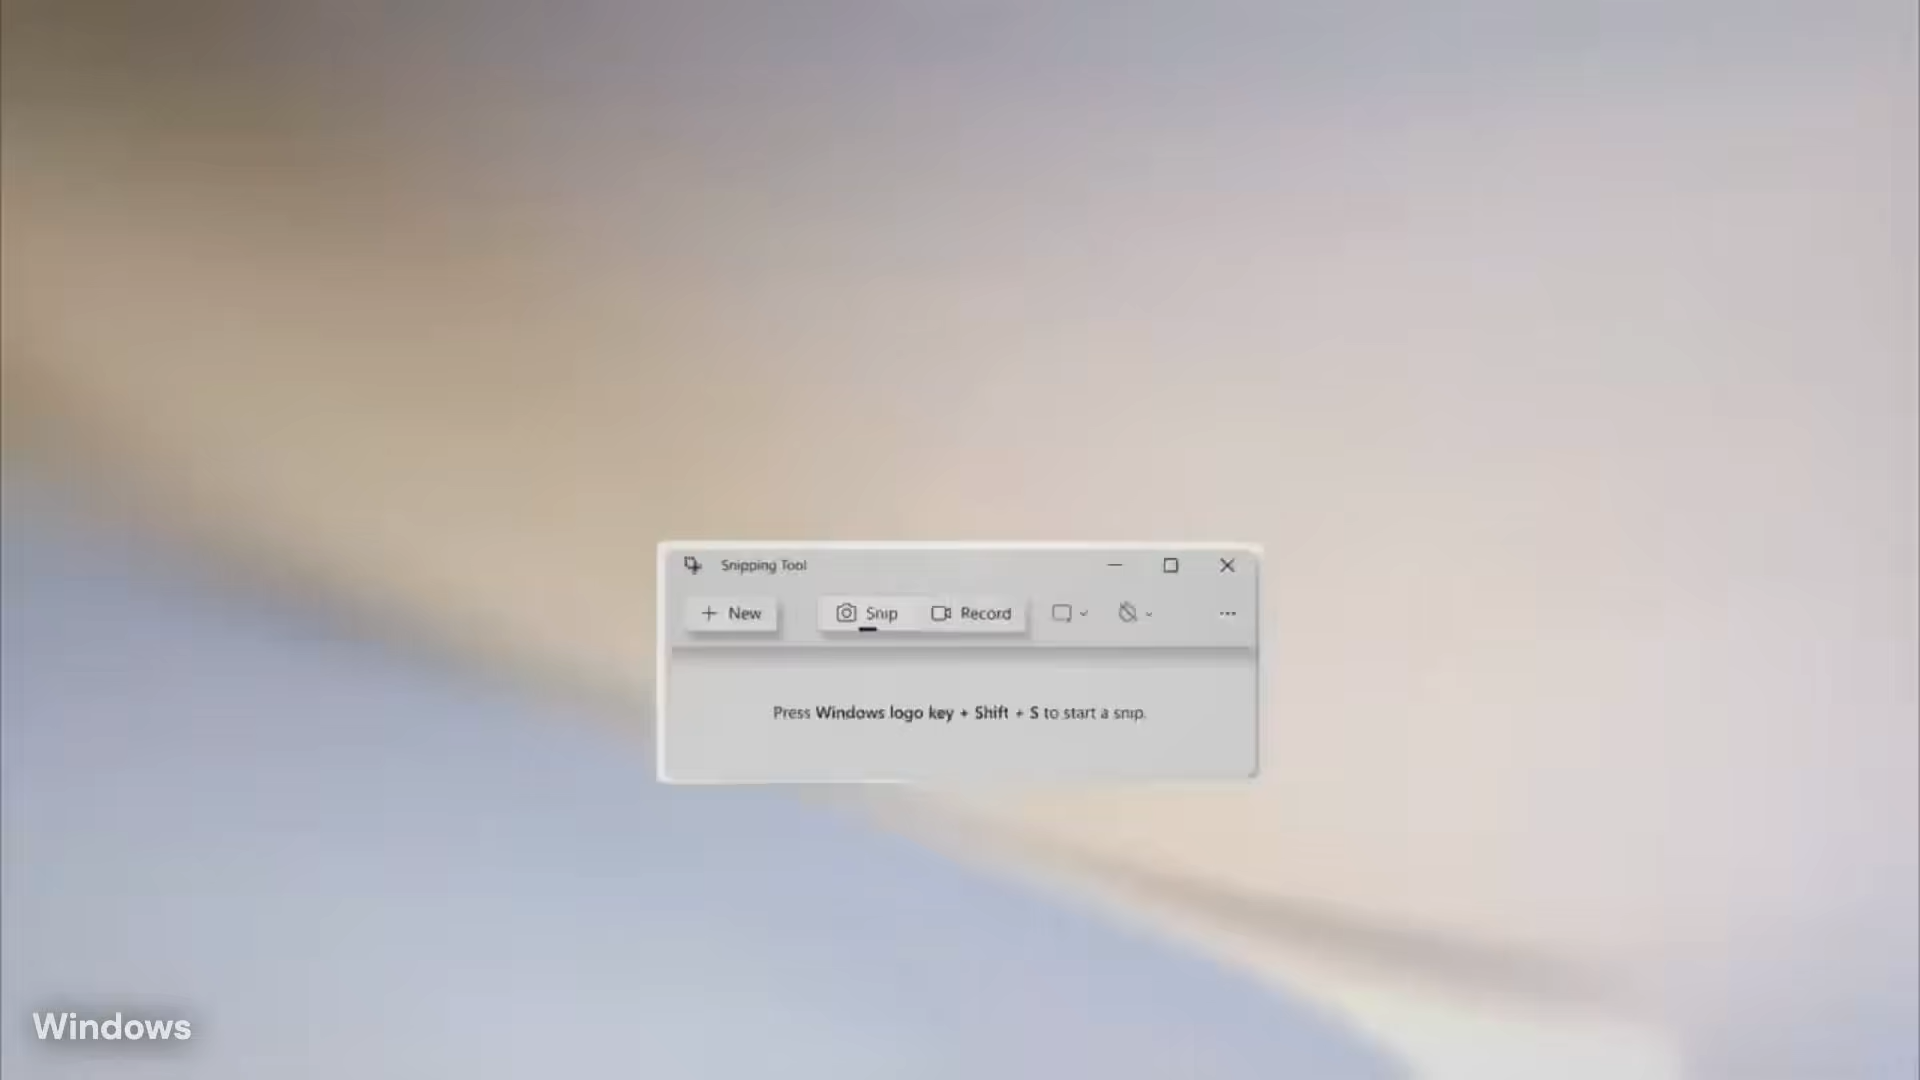 Snipping Tool
New
Snip
Record
Press Windows logo key + Shift + S to start a snip.
Windows